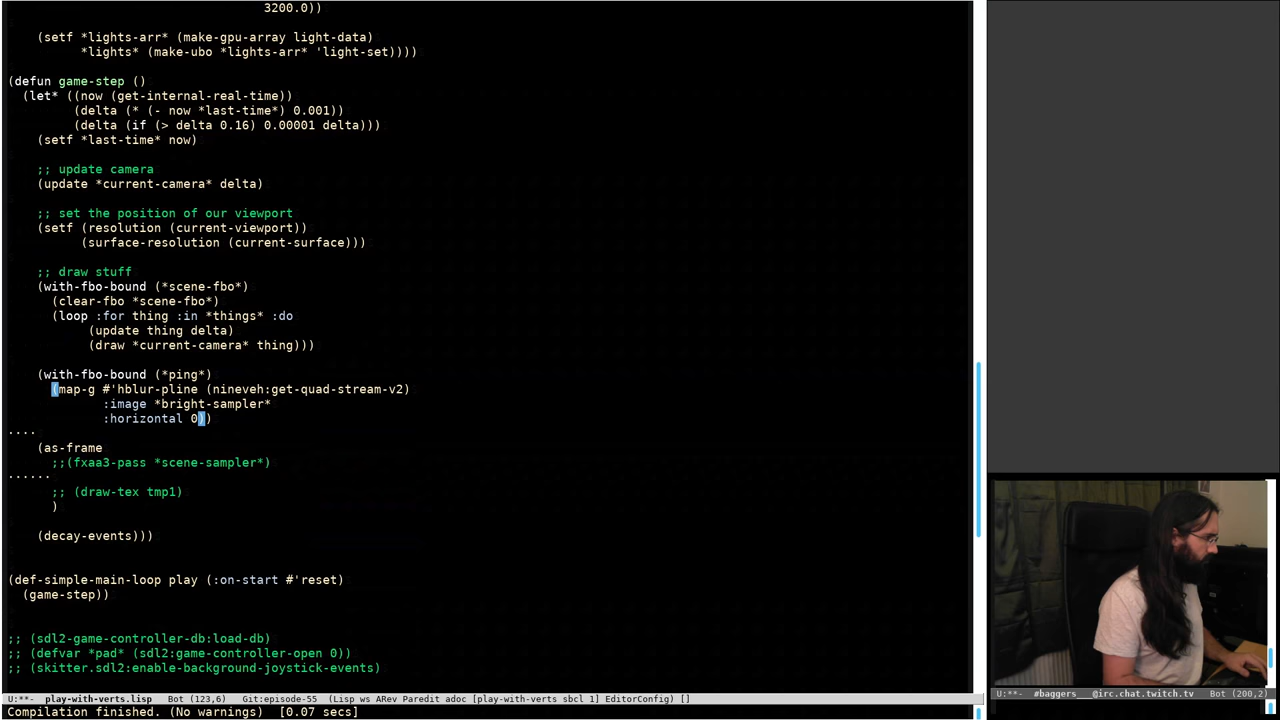 3200.0))
(setf *lights-arr* (make-gpu-array light-data)
*lights* (make-ubo *lights-arr* 'light-set))))
(defun game-step ()
(let* ((now (get-internal-real-time))
(delta (* (- now *last-time*) 0.001))
(delta (if (> delta 0.16) 0.00001 delta)))
(setf *last-time* now)
;; update camera
(update *current-camera* delta)
;; set the position of our viewport
(setf (resolution (current-viewport))
(surface-resolution (current-surface)))
;; draw stuff
(with-fbo-bound (*scene-fbo*)
(clear-fbo *scene-fbo*)
(loop :for thing :in *things* :do
(update thing delta)
(draw *current-camera* thing)))
(with-fbo-bound (*ping*)
(map-g #'hblur-pline (nineveh:get-quad-stream-v2)
:image *bright-sampler*
:horizontal 0))
····
(as-frame
;;(fxaa3-pass *scene-sampler*)
······
;; (draw-tex tmp1)
)
(decay-events)))
(def-simple-main-loop play (:on-start #'reset)
(game-step))
;; (sdl2-game-controller-db:load-db)
;; (defvar *pad* (sdl2:game-controller-open 0))
;; (skitter.sdl2:enable-background-joystick-events)
U:**-  play-with-verts.lisp   Bot (123,6)   Git:episode-55  (Lisp ws ARev Paredit adoc [play-with-verts sbcl 1] EditorConfig) []
Compilation finished. (No warnings)  [0.07 secs]
U:**-  #baggers__@irc.chat.twitch.tv   Bot (200,2)